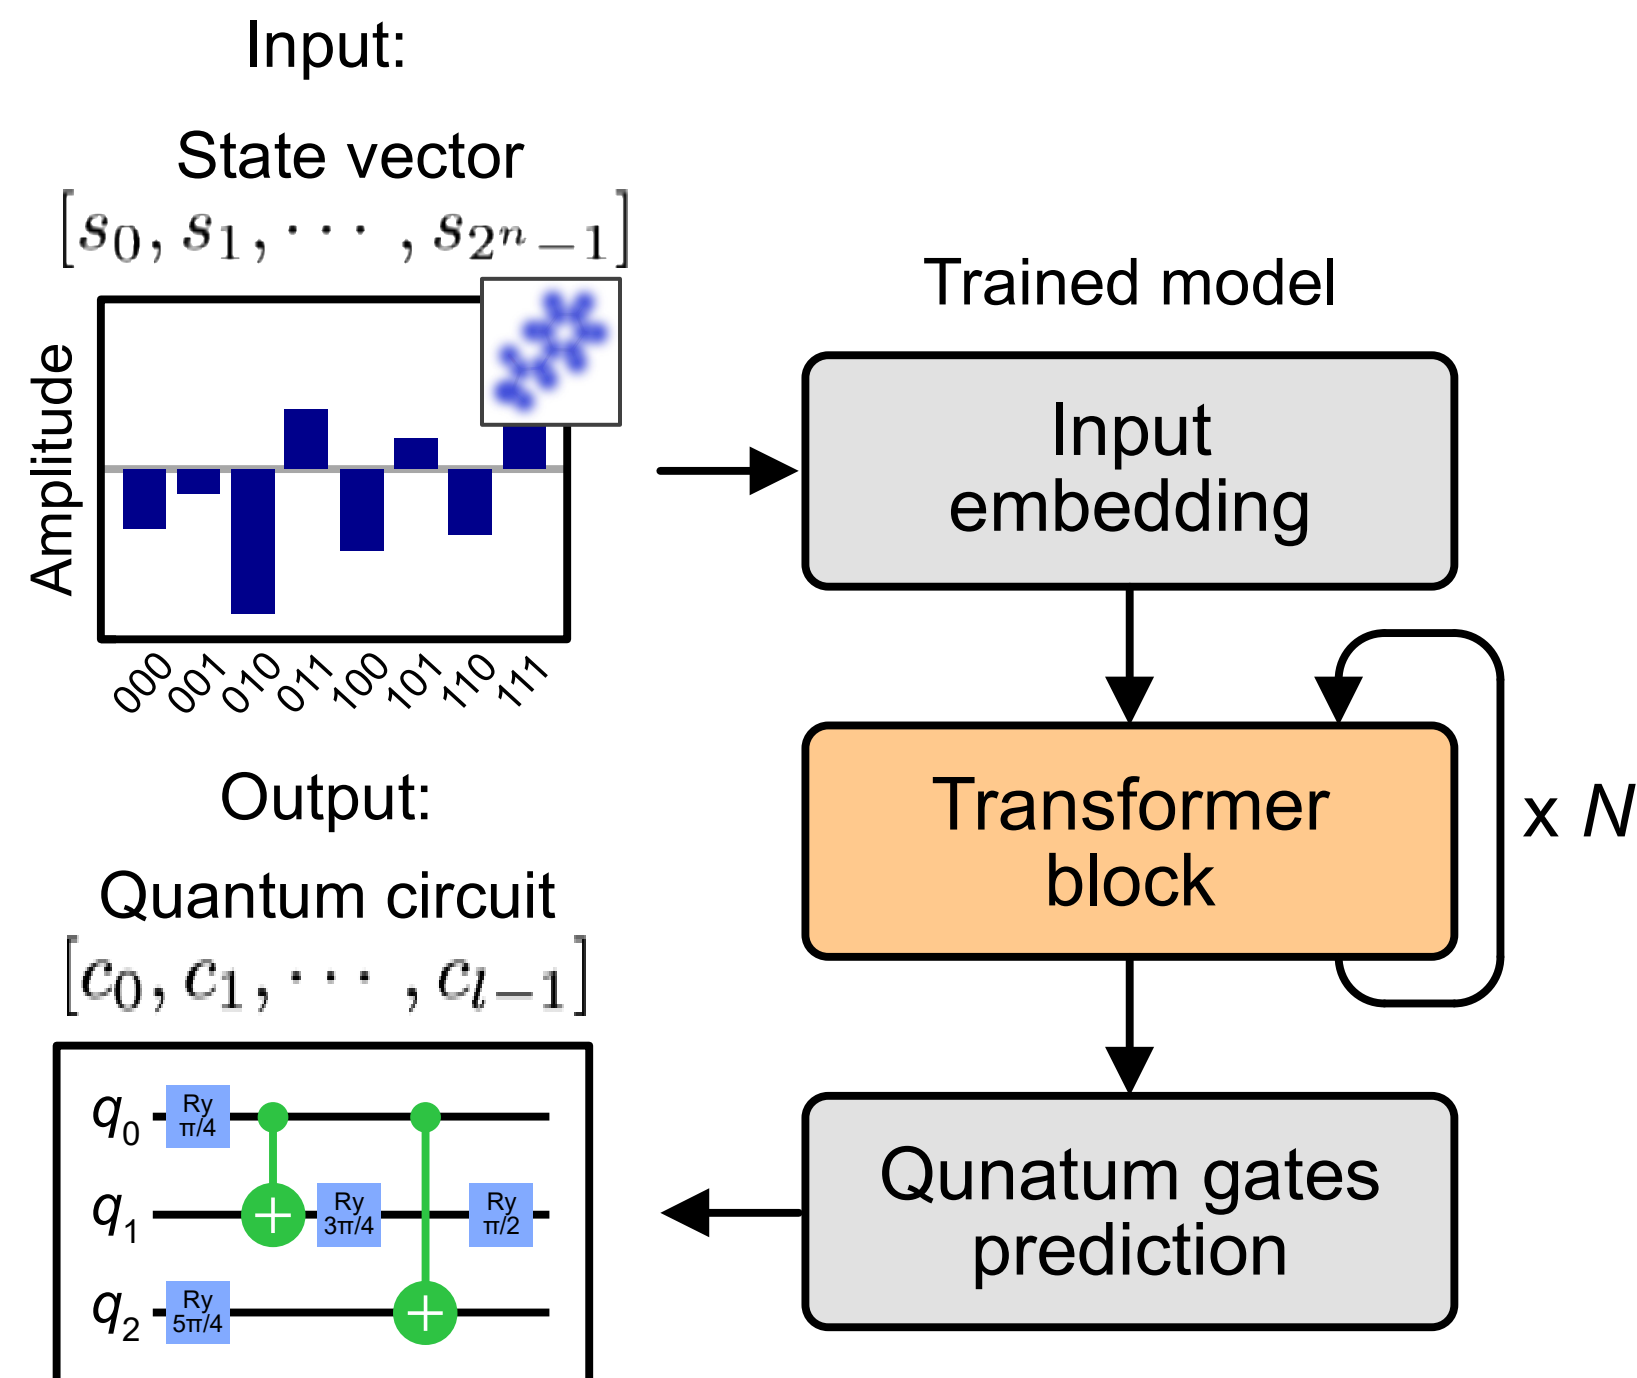 Input:
State vector
[s₀, s₁, ··· , s₂ⁿ₋₁]
Amplitude
000 001 010 011 100 101 110 111
Output:
Quantum circuit
[c₀, c₁, ··· , cₗ₋₁]
q₀ Ry π/4
q₁ Ry 3π/4 Ry π/2
q₂ Ry 5π/4
Trained model
Input
embedding
Transformer
block
x N
Qunatum gates
prediction